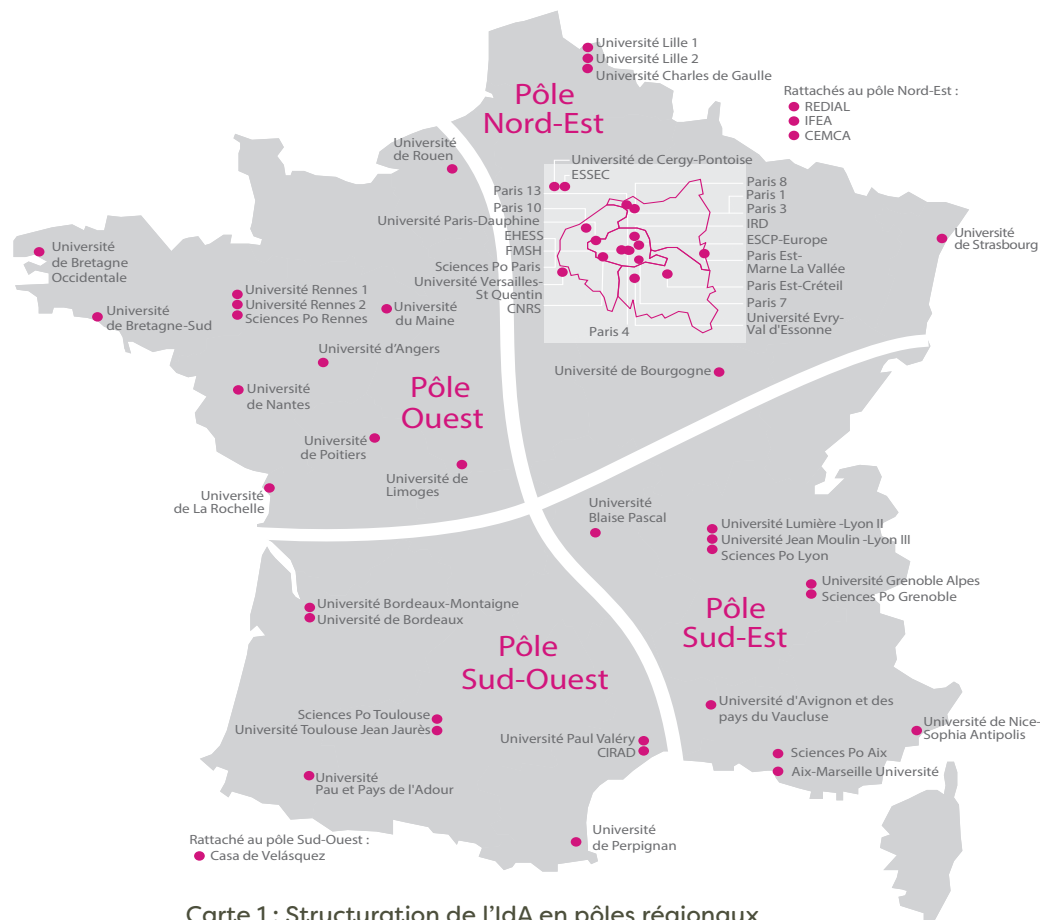 Université Lille 1
Université Lille 2
Université Charles de Gaulle
Pôle
Nord-Est
Rattachés au pôle Nord-Est :
REDIAL
IFEA
CEMCA
Université
de Rouen
Université de Cergy-Pontoise
ESSEC
Paris 13
Paris 10
Université Paris-Dauphine
EHESS
FMSH
Sciences Po Paris
Université Versailles-
St Quentin
CNRS
Paris 4
Paris 8
Paris 1
Paris 3
IRD
ESCP-Europe
Paris Est-
Marne La Vallée
Paris Est-Créteil
Paris 7
Université Evry-
Val d'Essonne
Université
de Strasbourg
Université
de Bretagne
Occidentale
Université
de Bretagne-Sud
Université Rennes 1
Université Rennes 2
Sciences Po Rennes
Université
du Maine
Université d'Angers
Université
de Nantes
Pôle
Ouest
Université de Bourgogne
Université
de Poitiers
Université de
Limoges
Université
de La Rochelle
Université
Blaise Pascal
Université Lumière -Lyon II
Université Jean Moulin -Lyon III
Sciences Po Lyon
Université Grenoble Alpes
Sciences Po Grenoble
Pôle
Sud-Est
Université Bordeaux-Montaigne
Université de Bordeaux
Pôle
Sud-Ouest
Sciences Po Toulouse
Université Toulouse Jean Jaurès
Université Paul Valéry
CIRAD
Université d'Avignon et des
pays du Vaucluse
Université de Nice-
Sophia Antipolis
Sciences Po Aix
Aix-Marseille Université
Université
Pau et Pays de l'Adour
Université
de Perpignan
Rattaché au pôle Sud-Ouest :
Casa de Velásquez
Carte 1 : Structuration de l'IdA en pôles régionaux